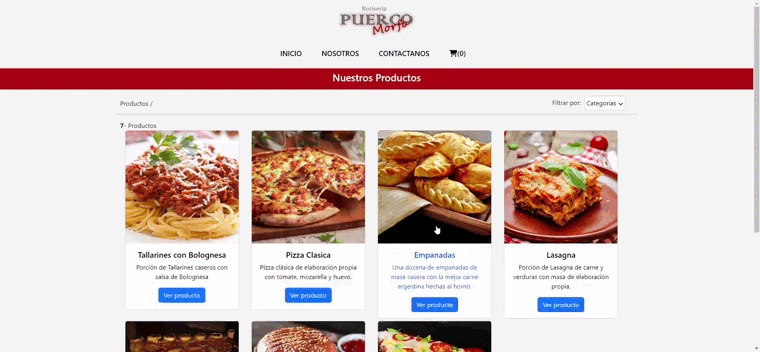 Rotisería
PUERCO
Morfo
INICIO NOSOTROS CONTACTANOS (0)
Nuestros Productos
Productos / Filtrar por: Categorias
7- Productos
Tallarines con Bolognesa
Porción de Tallarines caseros con
salsa de Bolognesa
Ver producto
Pizza Clasica
Pizza clásica de elaboración propia
con tomate, mozarella y huevo.
Ver producto
Empanadas
Una docena de empanadas de
masa casera con la mejor carne
argentina hechas al horno.
Ver producto
Lasagna
Porción de Lasagna de carne y
verduras con masa de elaboración
propia.
Ver producto